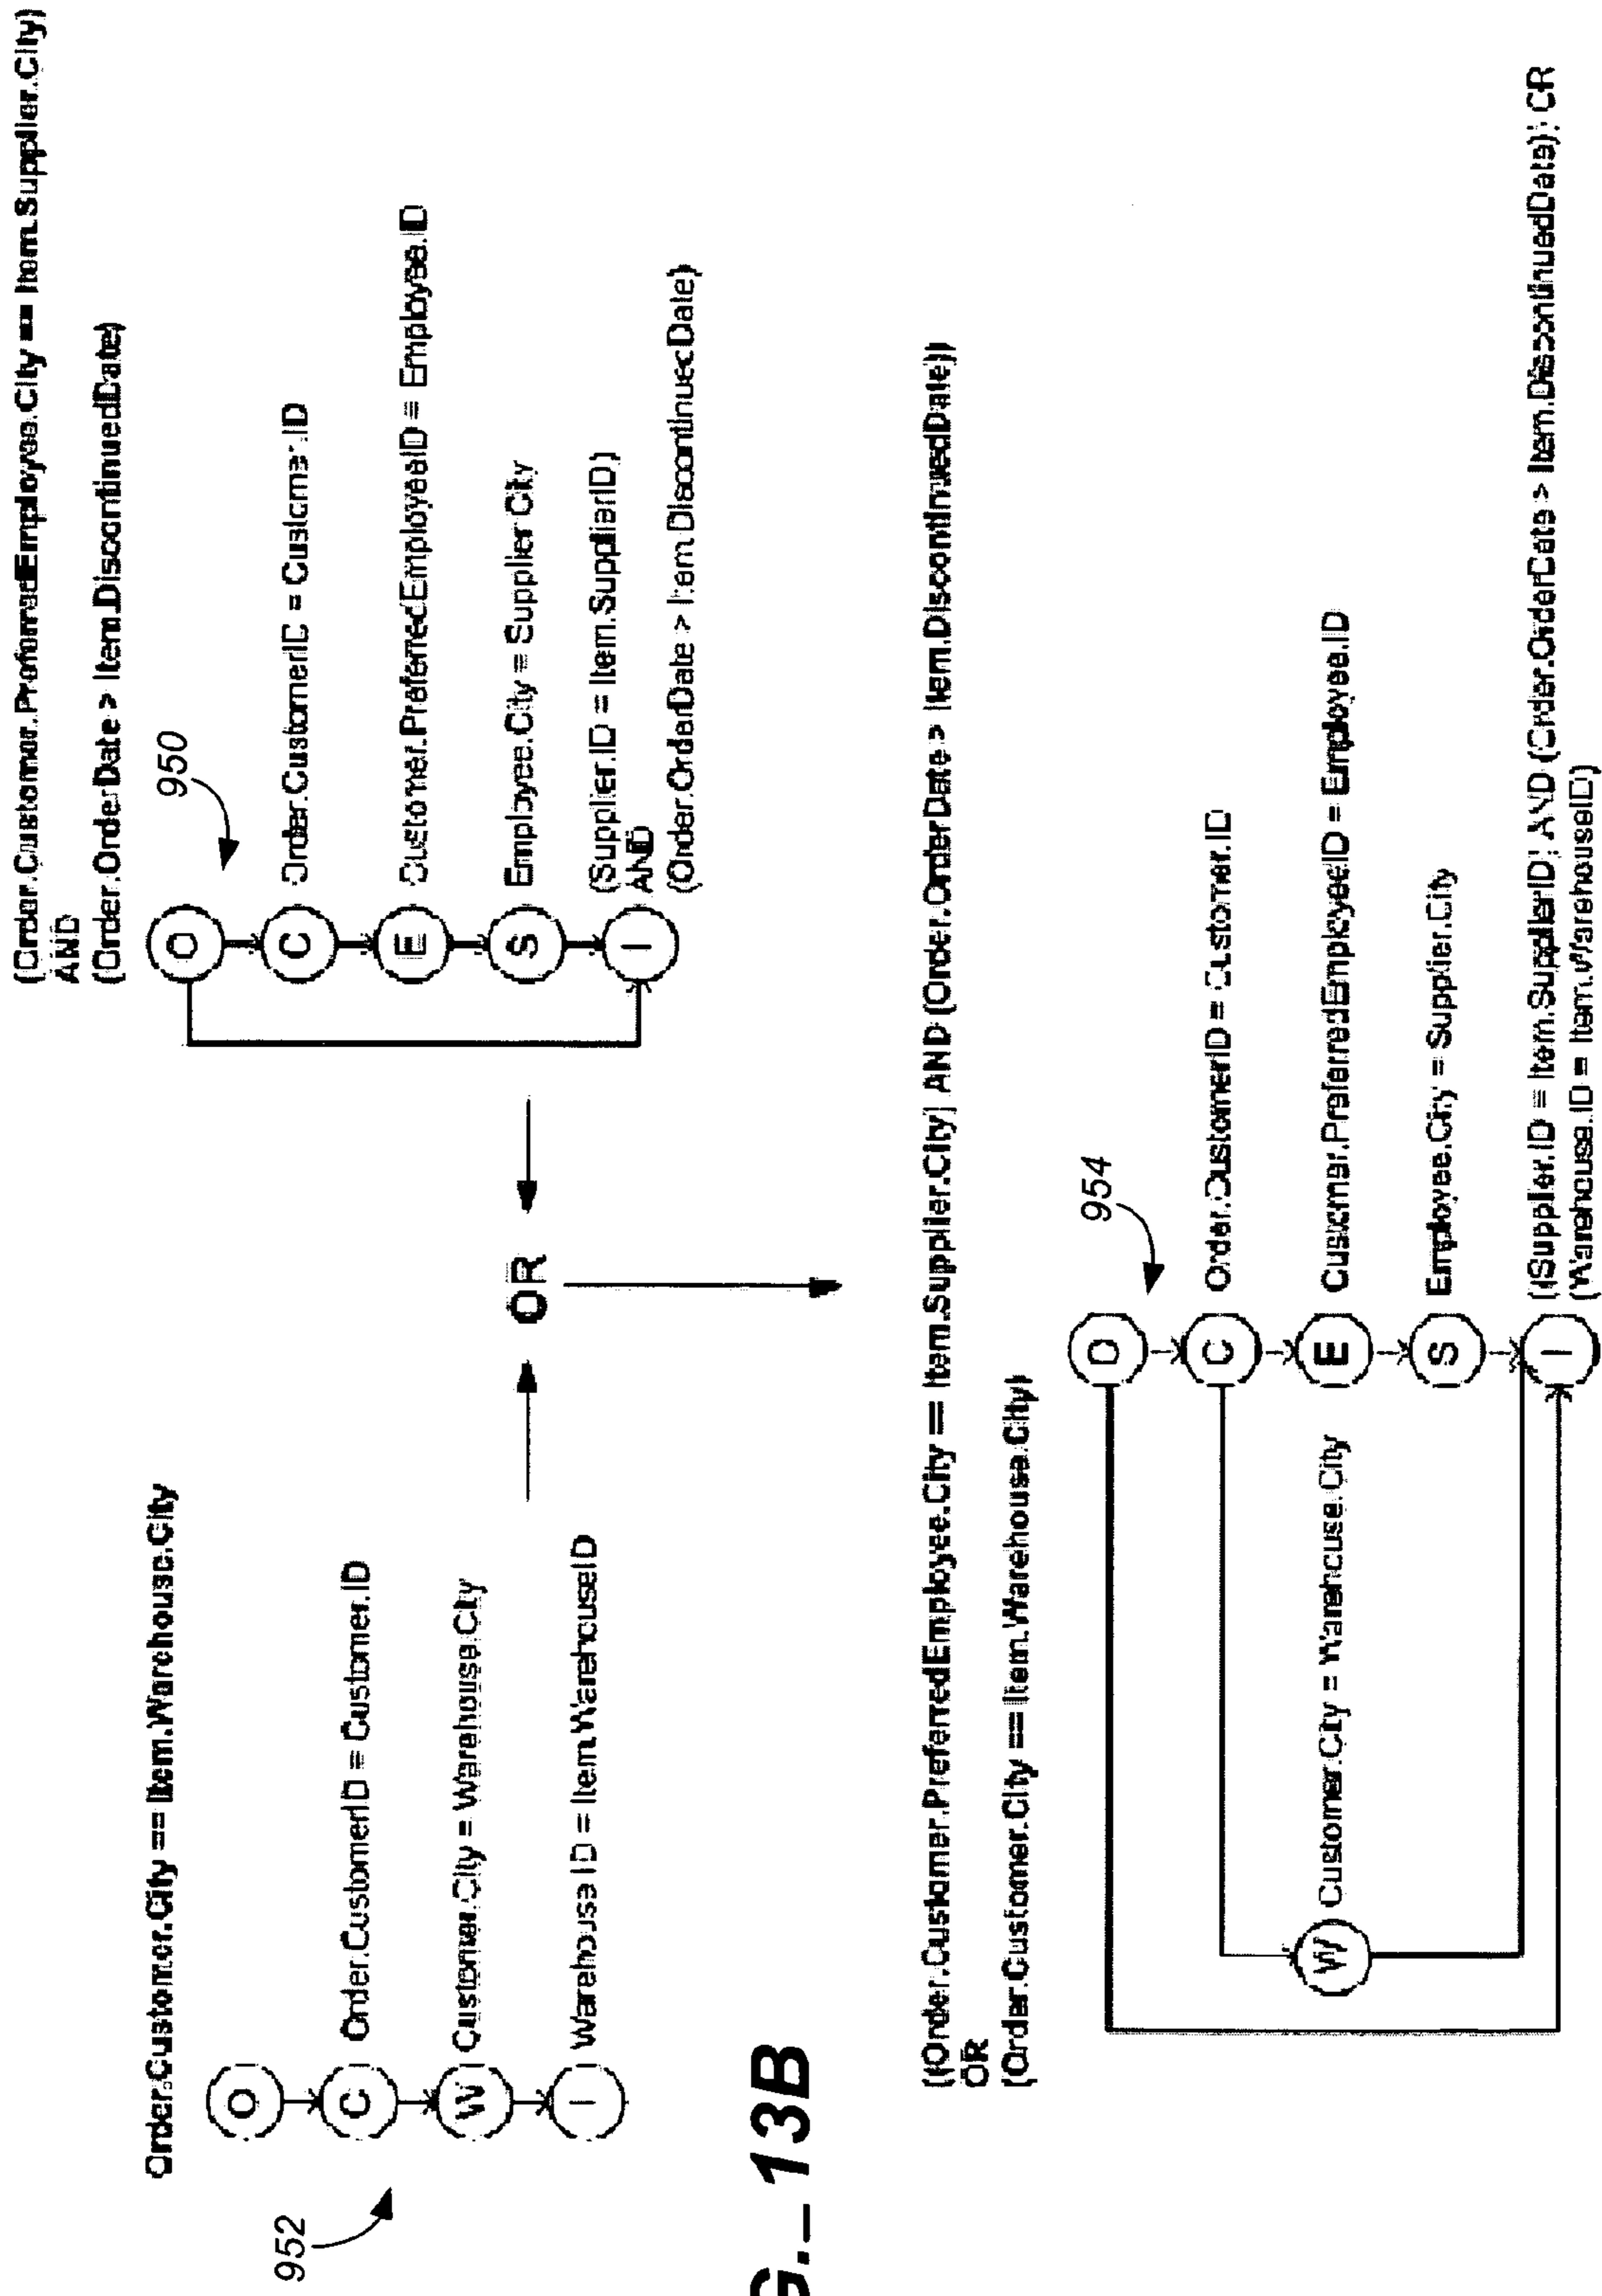 Order.Customer.City == Item.Warehouse.City
952
O
C
Order.CustomerID = Customer.ID
W
Customer.City = Warehouse.City
I
Warehouse ID = Item.WarehouseID
OR
(Order.Customer.PreferredEmployee.City == Item.Supplier.City)
AND
(Order.OrderDate > Item.DiscontinuedDate)
950
O
C
Order.CustomerID = Customer.ID
E
Customer.PreferredEmployeeID = Employee.ID
S
Employee.City = Supplier City
I
(Supplier.ID = Item.SupplierID)
AND
(Order.OrderDate > Item.DiscontinuedDate)
G._ 13B
((Order.Customer.PreferredEmployee.City == Item.Supplier.City) AND (Order.OrderDate > Item.DiscontinuedDate))
OR
(Order.Customer.City == Item.Warehouse.City)
954
O
C
Order.CustomerID = Customer.ID
W
Customer.City = Warehouse.City
E
Customer.PreferredEmployeeID = Employee.ID
S
Employee.City = Supplier.City
I
((Supplier.ID = Item.SupplierID) AND (Order.OrderDate > Item.DiscontinuedDate)) OR
(Warehouse.ID = Item.WarehouseID)